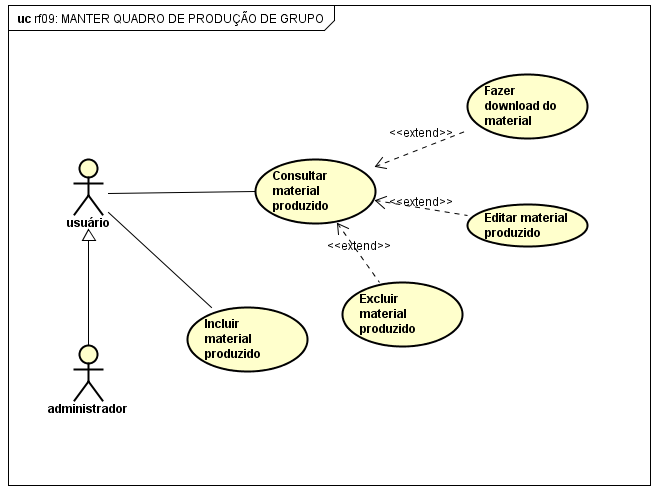 uc rf09: MANTER QUADRO DE PRODUÇÃO DE GRUPO
Fazer
download do
material
<<extend>>
Consultar
material
produzido
<<extend>>
Editar material
produzido
usuário
<<extend>>
Excluir
material
produzido
Incluir
material
produzido
administrador